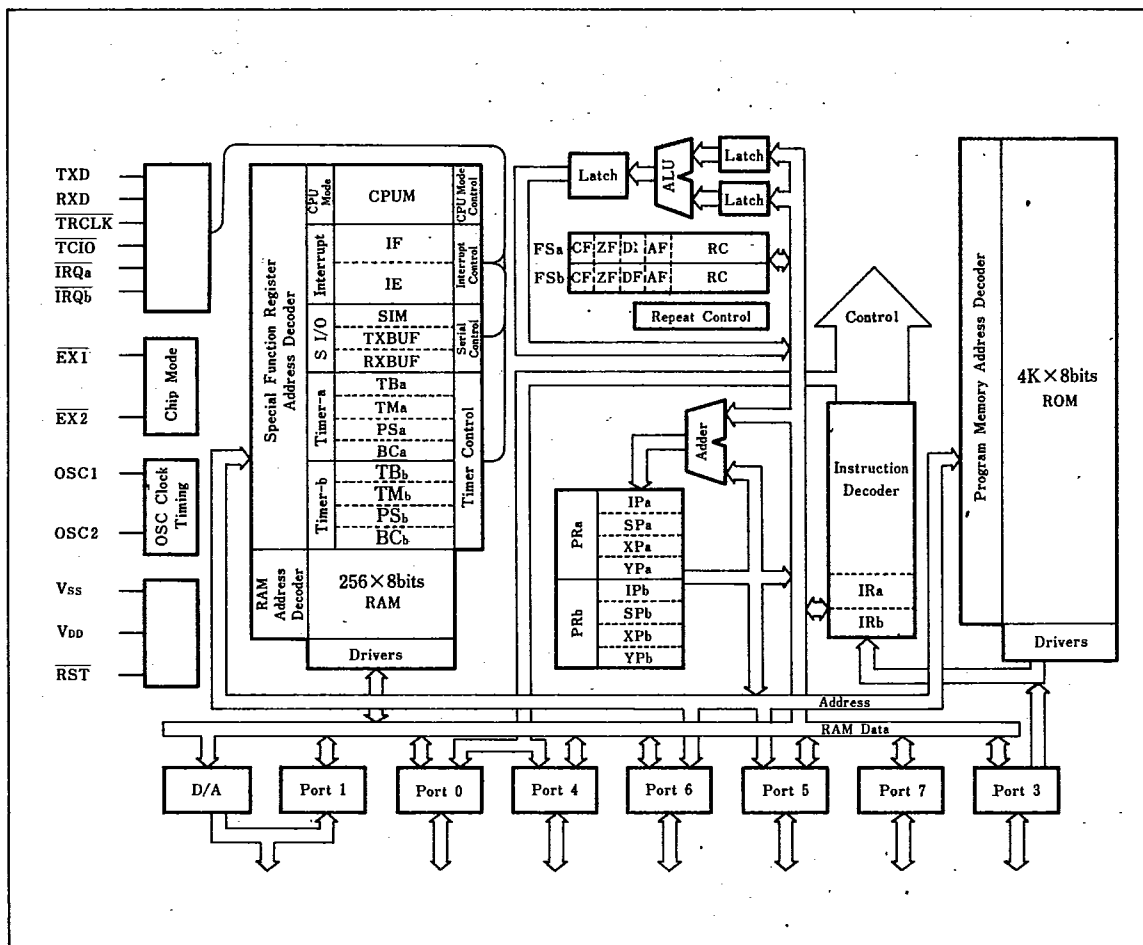 TXD
RXD
TRCLK
TCIO
IRQa
IRQb
EX1
EX2
Chip Mode
OSC1
OSC2
OSC Clock
Timing
VSS
VDD
RST
Special Function Register
Address Decoder
RAM
Address
Decoder
CPU
Mode
CPUM
CPU Mode
Control
Interrupt
IF
IE
Interrupt
Control
S I/O
SIM
TXBUF
RXBUF
Serial
Control
Timer-a
TBa
TMa
PSa
BCa
Timer-b
TBb
TMb
PSb
BCb
Timer Control
256×8bits
RAM
Drivers
Latch
ALU
Latch
Latch
FSa CF ZF DF AF RC
FSb CF ZF DF AF RC
Repeat Control
Adder
PRa
IPa
SPa
XPa
YPa
PRb
IPb
SPb
XPb
YPb
Control
Instruction
Decoder
IRa
IRb
Program Memory Address Decoder
4K×8bits
ROM
Drivers
Address
RAM Data
D/A
Port 1
Port 0
Port 4
Port 6
Port 5
Port 7
Port 3